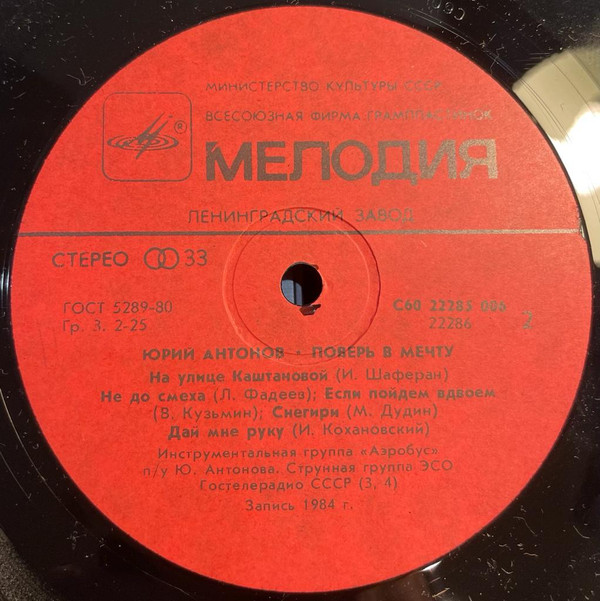 МИНИСТЕРСТВО КУЛЬТУРЫ СССР
ВСЕСОЮЗНАЯ ФИРМА ГРАМПЛАСТИНОК
®
МЕЛОДИЯ
ЛЕНИНГРАДСКИЙ ЗАВОД
СТЕРЕО 33
ГОСТ 5289-80
С60 22285 006
Гр. 3. 2-25
22286
2
ЮРИЙ АНТОНОВ · ПОВЕРЬ В МЕЧТУ
На улице Каштановой (И. Шаферан)
Не до смеха (Л. Фадеев); Если пойдем вдвоем
(В. Кузьмин); Снегири (М. Дудин)
Дай мне руку (И. Кохановский)
Инструментальная группа «Аэробус»
п/у Ю. Антонова. Струнная группа ЭСО
Гостелерадио СССР (3, 4)
Запись 1984 г.